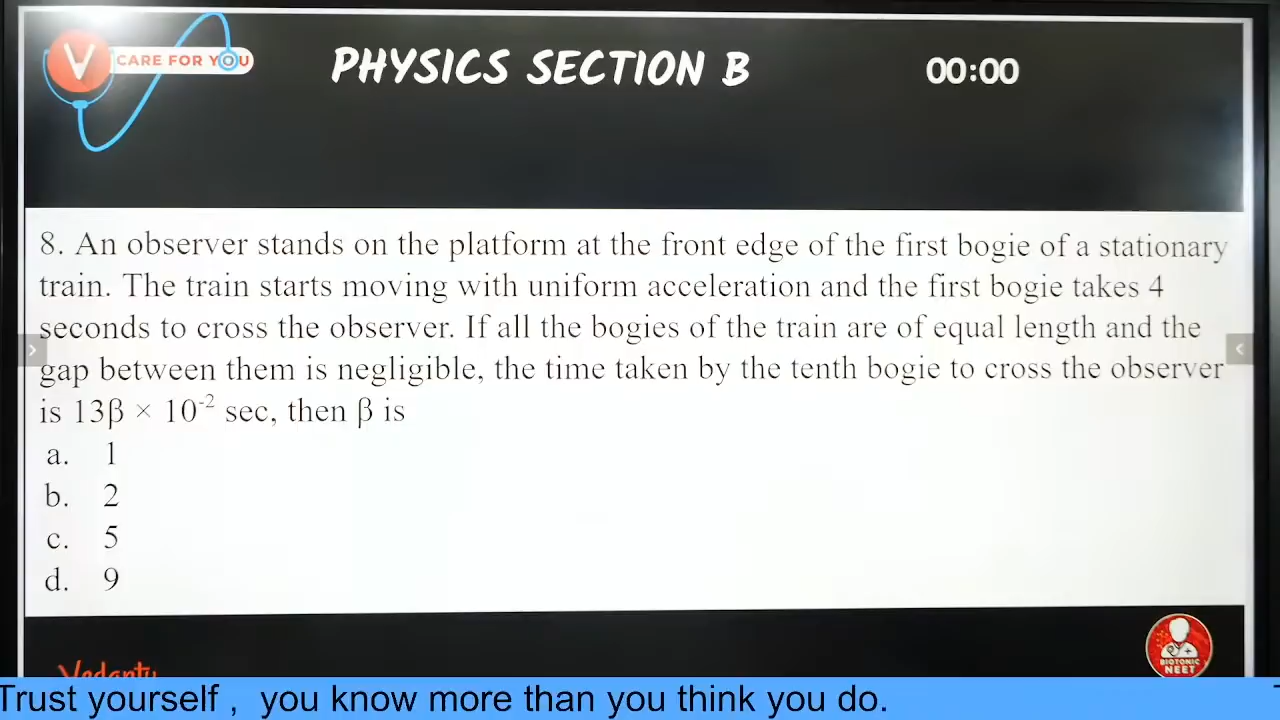 V CARE FOR YOU
PHYSICS SECTION B
00:00
8. An observer stands on the platform at the front edge of the first bogie of a stationary
train. The train starts moving with uniform acceleration and the first bogie takes 4
seconds to cross the observer. If all the bogies of the train are of equal length and the
gap between them is negligible, the time taken by the tenth bogie to cross the observer
is 13β × 10⁻² sec, then β is
a. 1
b. 2
c. 5
d. 9
Vedantu
BIOTONIC
NEET
Trust yourself , you know more than you think you do.